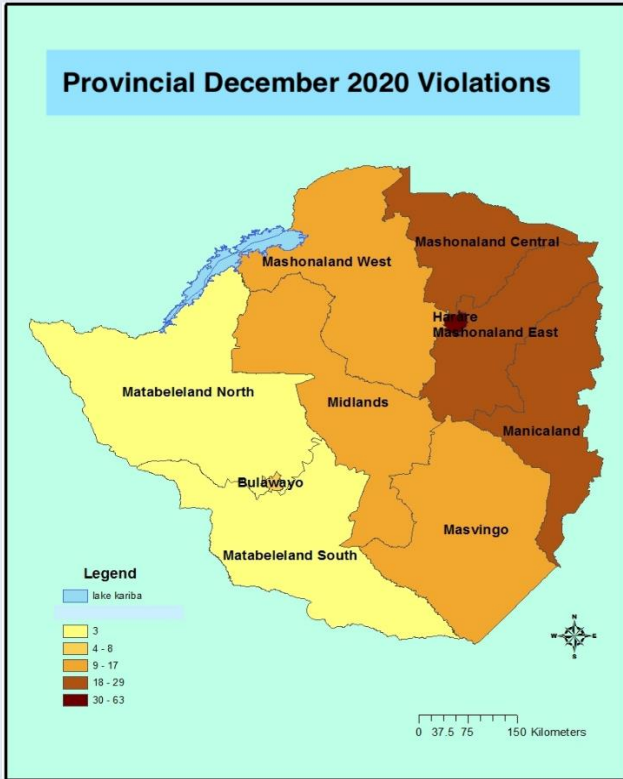 Provincial December 2020 Violations
Mashonaland Central
Mashonaland West
Harare
Mashonaland East
Matabeleland North
Midlands
Manicaland
Bulawayo
Masvingo
Matabeleland South
Legend
lake kariba
3
4 - 8
9 - 17
18 - 29
30 - 63
N
W E
S
0 37.5 75 150 Kilometers